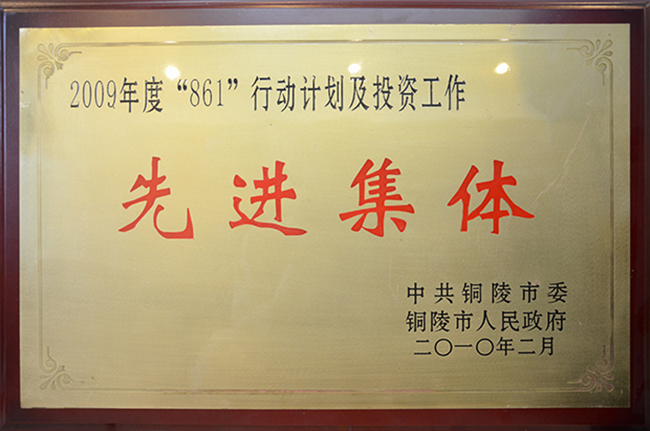 2009年度“861”行动计划及投资工作
先进集体
中共铜陵市委
铜陵市人民政府
二〇一〇年二月